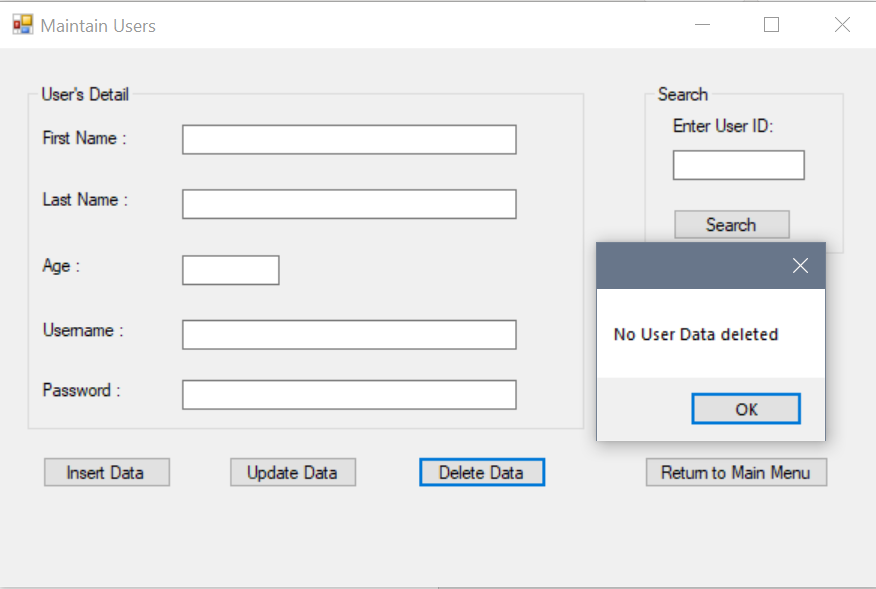 Maintain Users
User's Detail
First Name :
Last Name :
Age :
Username :
Password :
Search
Enter User ID:
Search
No User Data deleted
OK
Insert Data
Update Data
Delete Data
Return to Main Menu